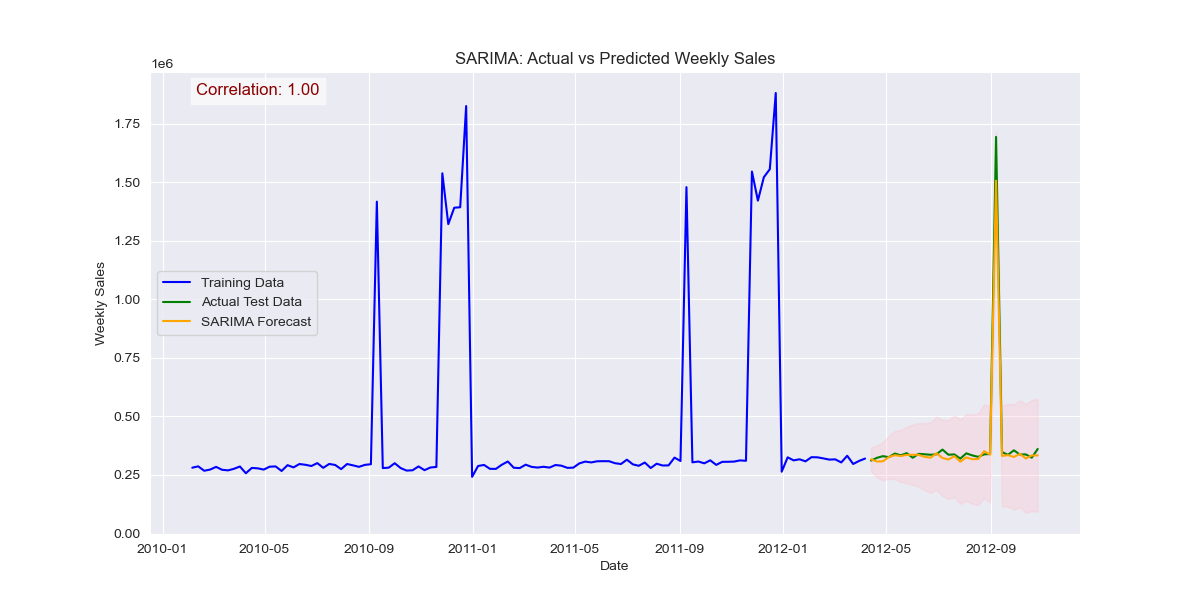 SARIMA: Actual vs Predicted Weekly Sales
1e6
Correlation: 1.00
1.75
1.50
1.25
1.00
0.75
0.50
0.25
0.00
Weekly Sales
Training Data
Actual Test Data
SARIMA Forecast
2010-01 2010-05 2010-09 2011-01 2011-05 2011-09 2012-01 2012-05 2012-09
Date